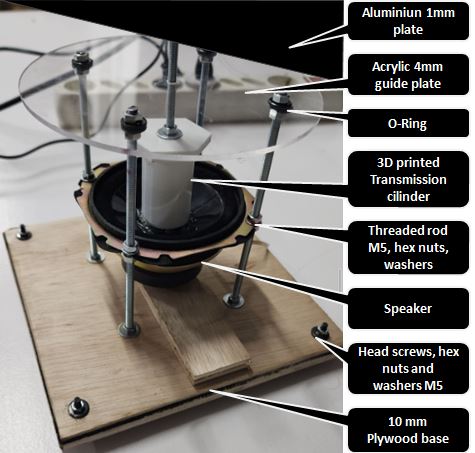 Aluminiun 1mm
plate
Acrylic 4mm
guide plate
O-Ring
3D printed
Transmission
cilinder
Threaded rod
M5, hex nuts,
washers
Speaker
Head screws, hex
nuts and
washers M5
10 mm
Plywood base